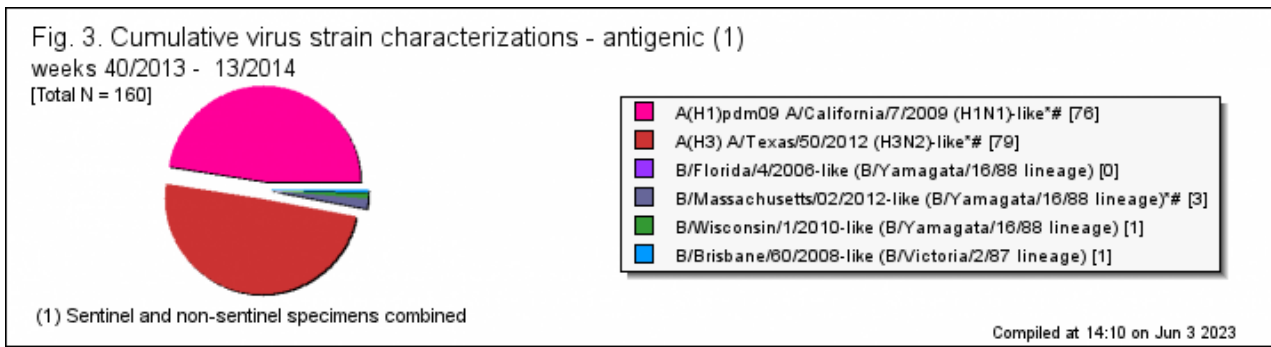 Fig. 3. Cumulative virus strain characterizations - antigenic (1)
weeks 40/2013 - 13/2014
[Total N = 160]
A(H1)pdm09 A/California/7/2009 (H1N1)-like*# [76]
A(H3) A/Texas/50/2012 (H3N2)-like*# [79]
B/Florida/4/2006-like (B/Yamagata/16/88 lineage) [0]
B/Massachusetts/02/2012-like (B/Yamagata/16/88 lineage)*# [3]
B/Wisconsin/1/2010-like (B/Yamagata/16/88 lineage) [1]
B/Brisbane/60/2008-like (B/Victoria/2/87 lineage) [1]
(1) Sentinel and non-sentinel specimens combined
Compiled at 14:10 on Jun 3 2023